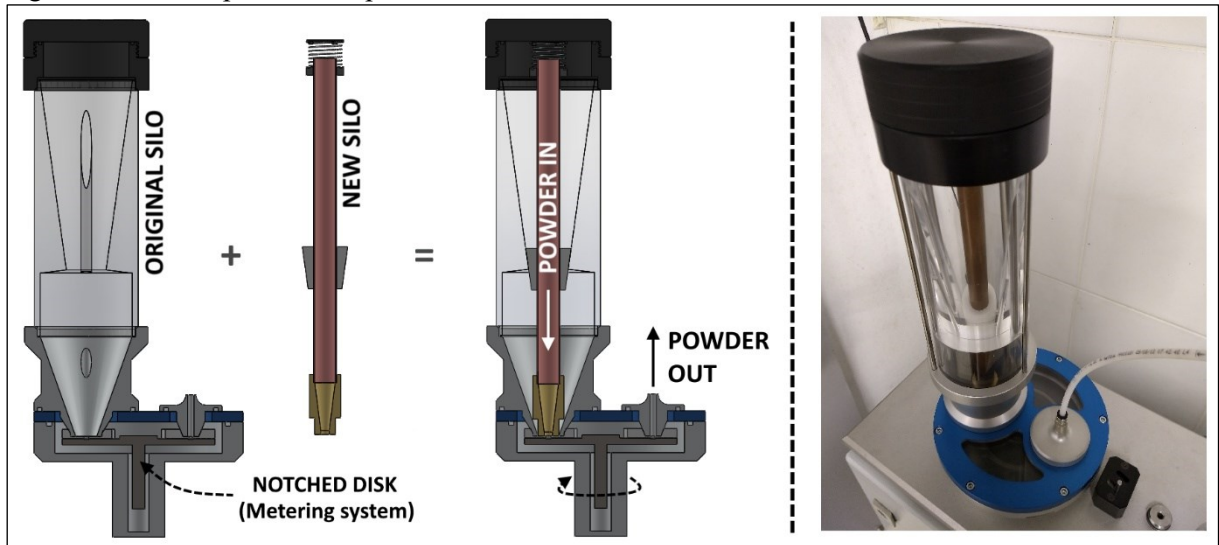 ORIGINAL SILO
+
NEW SILO
=
POWDER IN
POWDER
OUT
NOTCHED DISK
(Metering system)